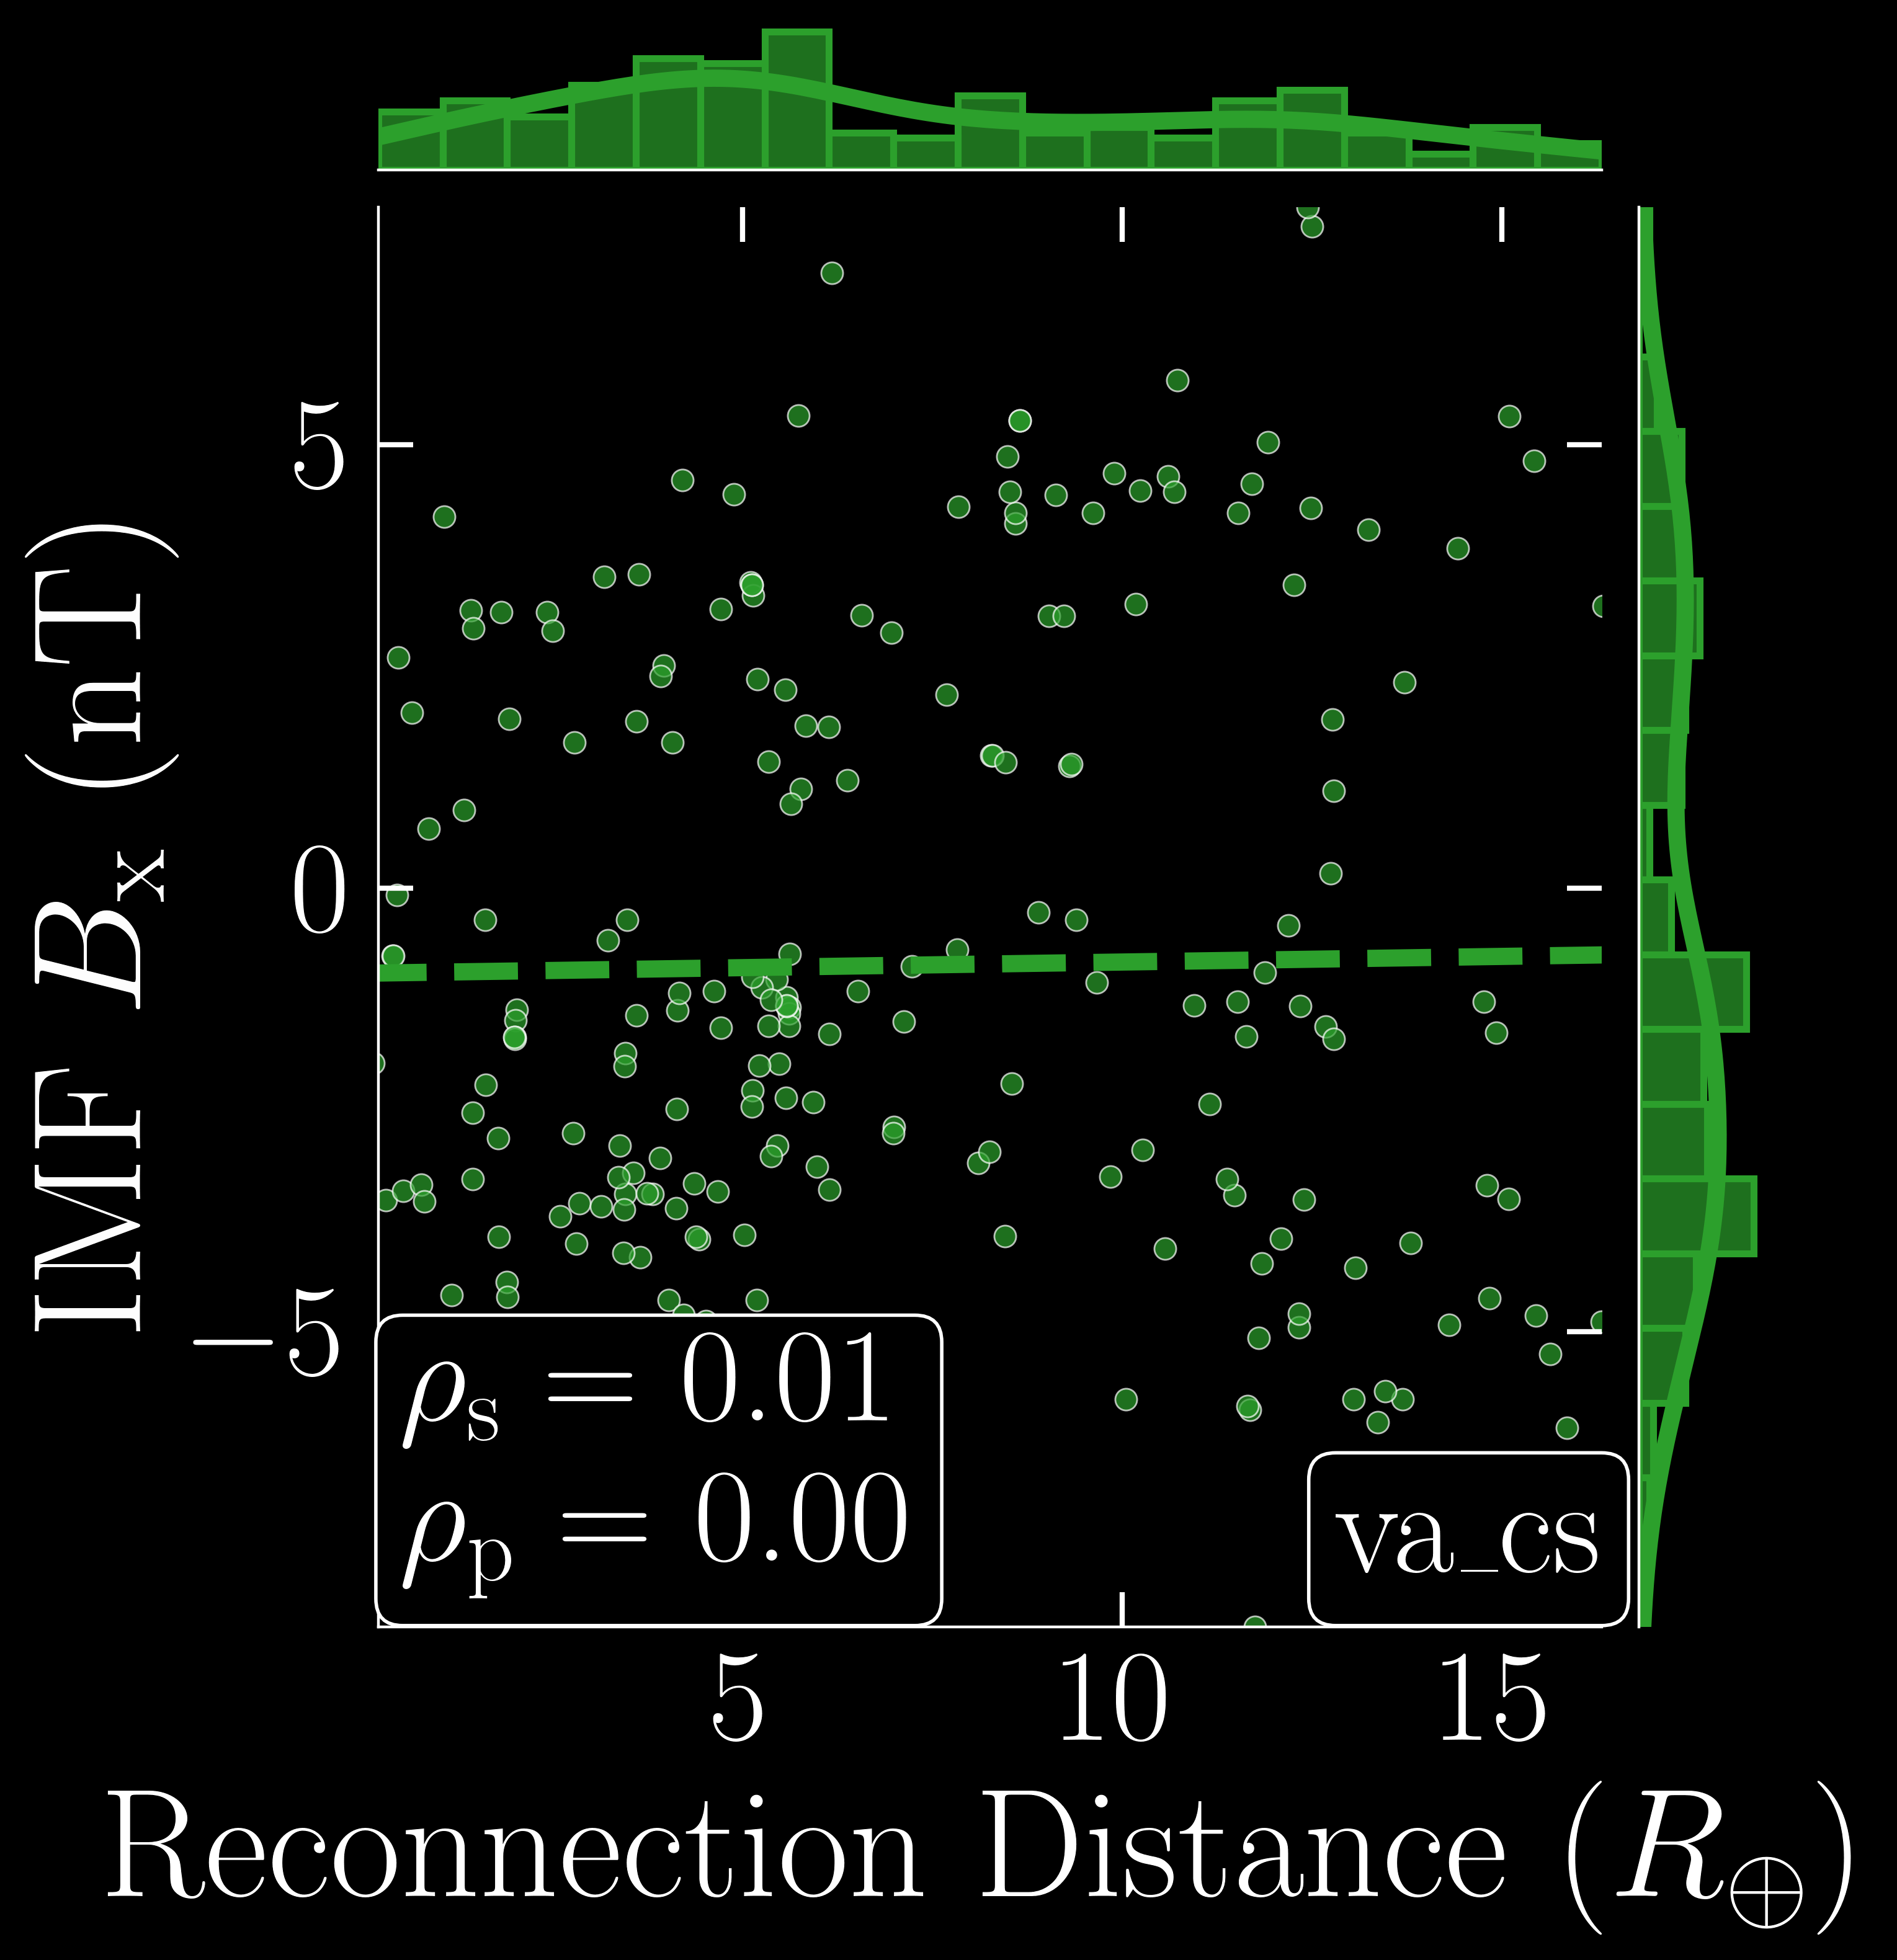 IMF Bₓ (nT)
5
0
−5
ρₛ = 0.01
ρₚ = 0.00
va_cs
5 10 15
Reconnection Distance (R⊕)